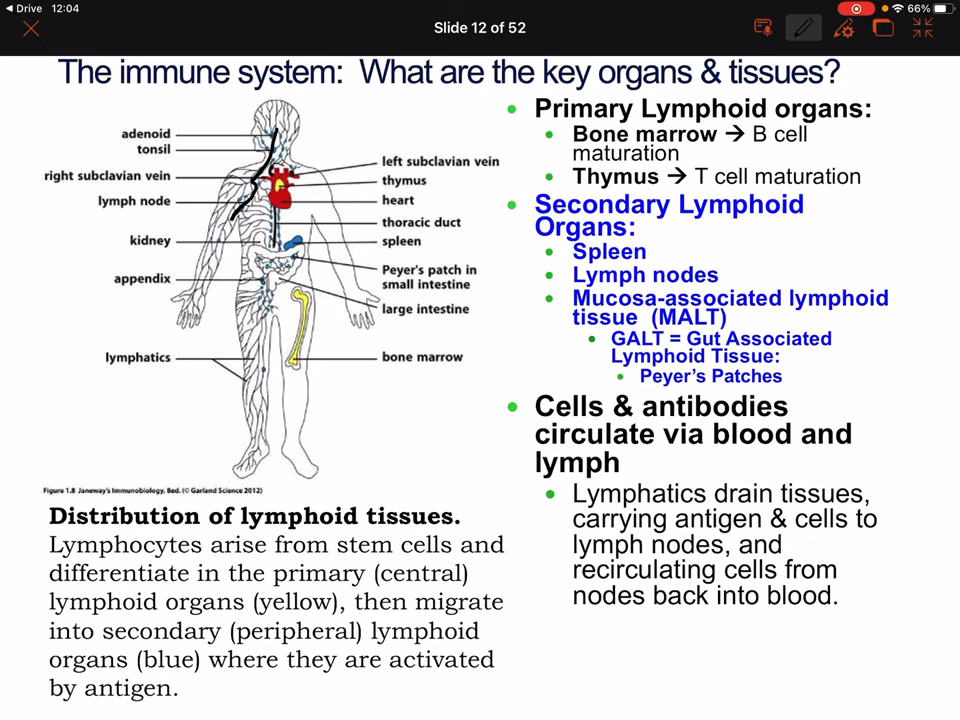 Drive 12:04
66%
Slide 12 of 52
The immune system: What are the key organs & tissues?
adenoid
tonsil
right subclavian vein
lymph node
kidney
appendix
lymphatics
left subclavian vein
thymus
heart
thoracic duct
spleen
Peyer's patch in
small intestine
large intestine
bone marrow
Figure 1.8 Janeway's Immunobiology, 8ed. (© Garland Science 2012)
Distribution of lymphoid tissues.
Lymphocytes arise from stem cells and
differentiate in the primary (central)
lymphoid organs (yellow), then migrate
into secondary (peripheral) lymphoid
organs (blue) where they are activated
by antigen.
• Primary Lymphoid organs:
• Bone marrow → B cell
maturation
• Thymus → T cell maturation
• Secondary Lymphoid
Organs:
• Spleen
• Lymph nodes
• Mucosa-associated lymphoid
tissue (MALT)
• GALT = Gut Associated
Lymphoid Tissue:
• Peyer's Patches
• Cells & antibodies
circulate via blood and
lymph
• Lymphatics drain tissues,
carrying antigen & cells to
lymph nodes, and
recirculating cells from
nodes back into blood.